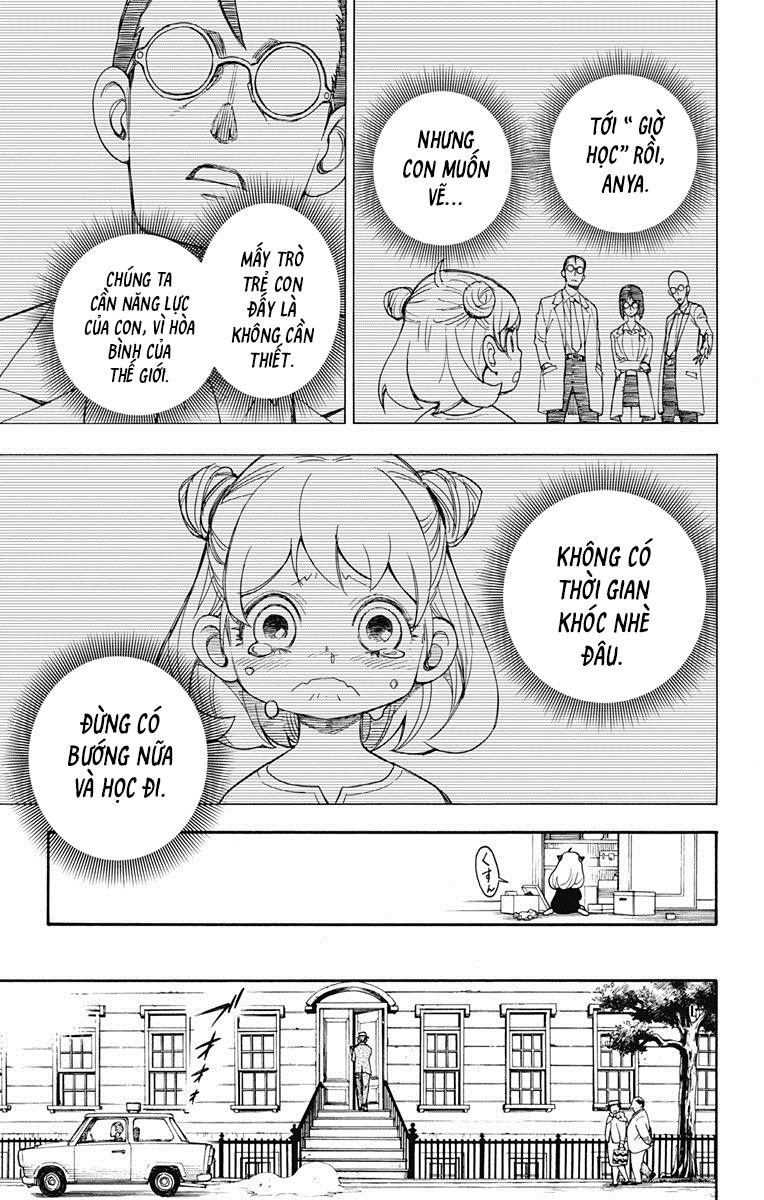 TỚI “ GIỜ
HỌC” RỒI,
ANYA.
NHƯNG
CON MUỐN
VẼ...
MẤY TRÒ
TRẺ CON
ĐẤY LÀ
KHÔNG CẦN
THIẾT.
CHÚNG TA
CẦN NĂNG LỰC
CỦA CON, VÌ HÒA
BÌNH CỦA
THẾ GIỚI.
KHÔNG CÓ
THỜI GIAN
KHÓC NHÈ
ĐÂU.
ĐỪNG CÓ
BƯỚNG NỮA
VÀ HỌC ĐI.
くすん